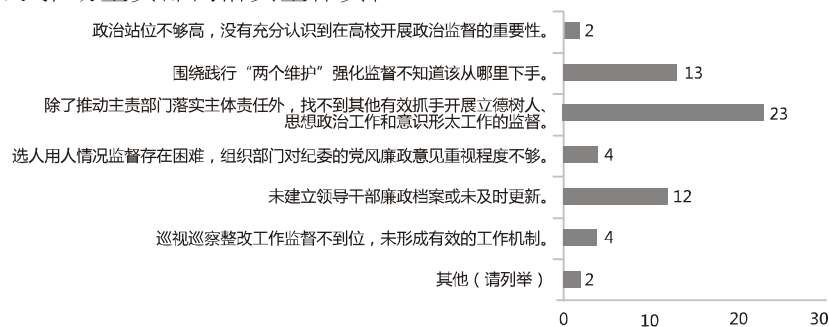 政治站位不够高，没有充分认识到在高校开展政治监督的重要性。 2
围绕践行“两个维护”强化监督不知道该从哪里下手。 13
除了推动主责部门落实主体责任外，找不到其他有效抓手开展立德树人、
思想政治工作和意识形太工作的监督。 23
选人用人情况监督存在困难，组织部门对纪委的党风廉政意见重视程度不够。 4
未建立领导干部廉政档案或未及时更新。 12
巡视巡察整改工作监督不到位，未形成有效的工作机制。 4
其他（请列举） 2
0 10 20 30